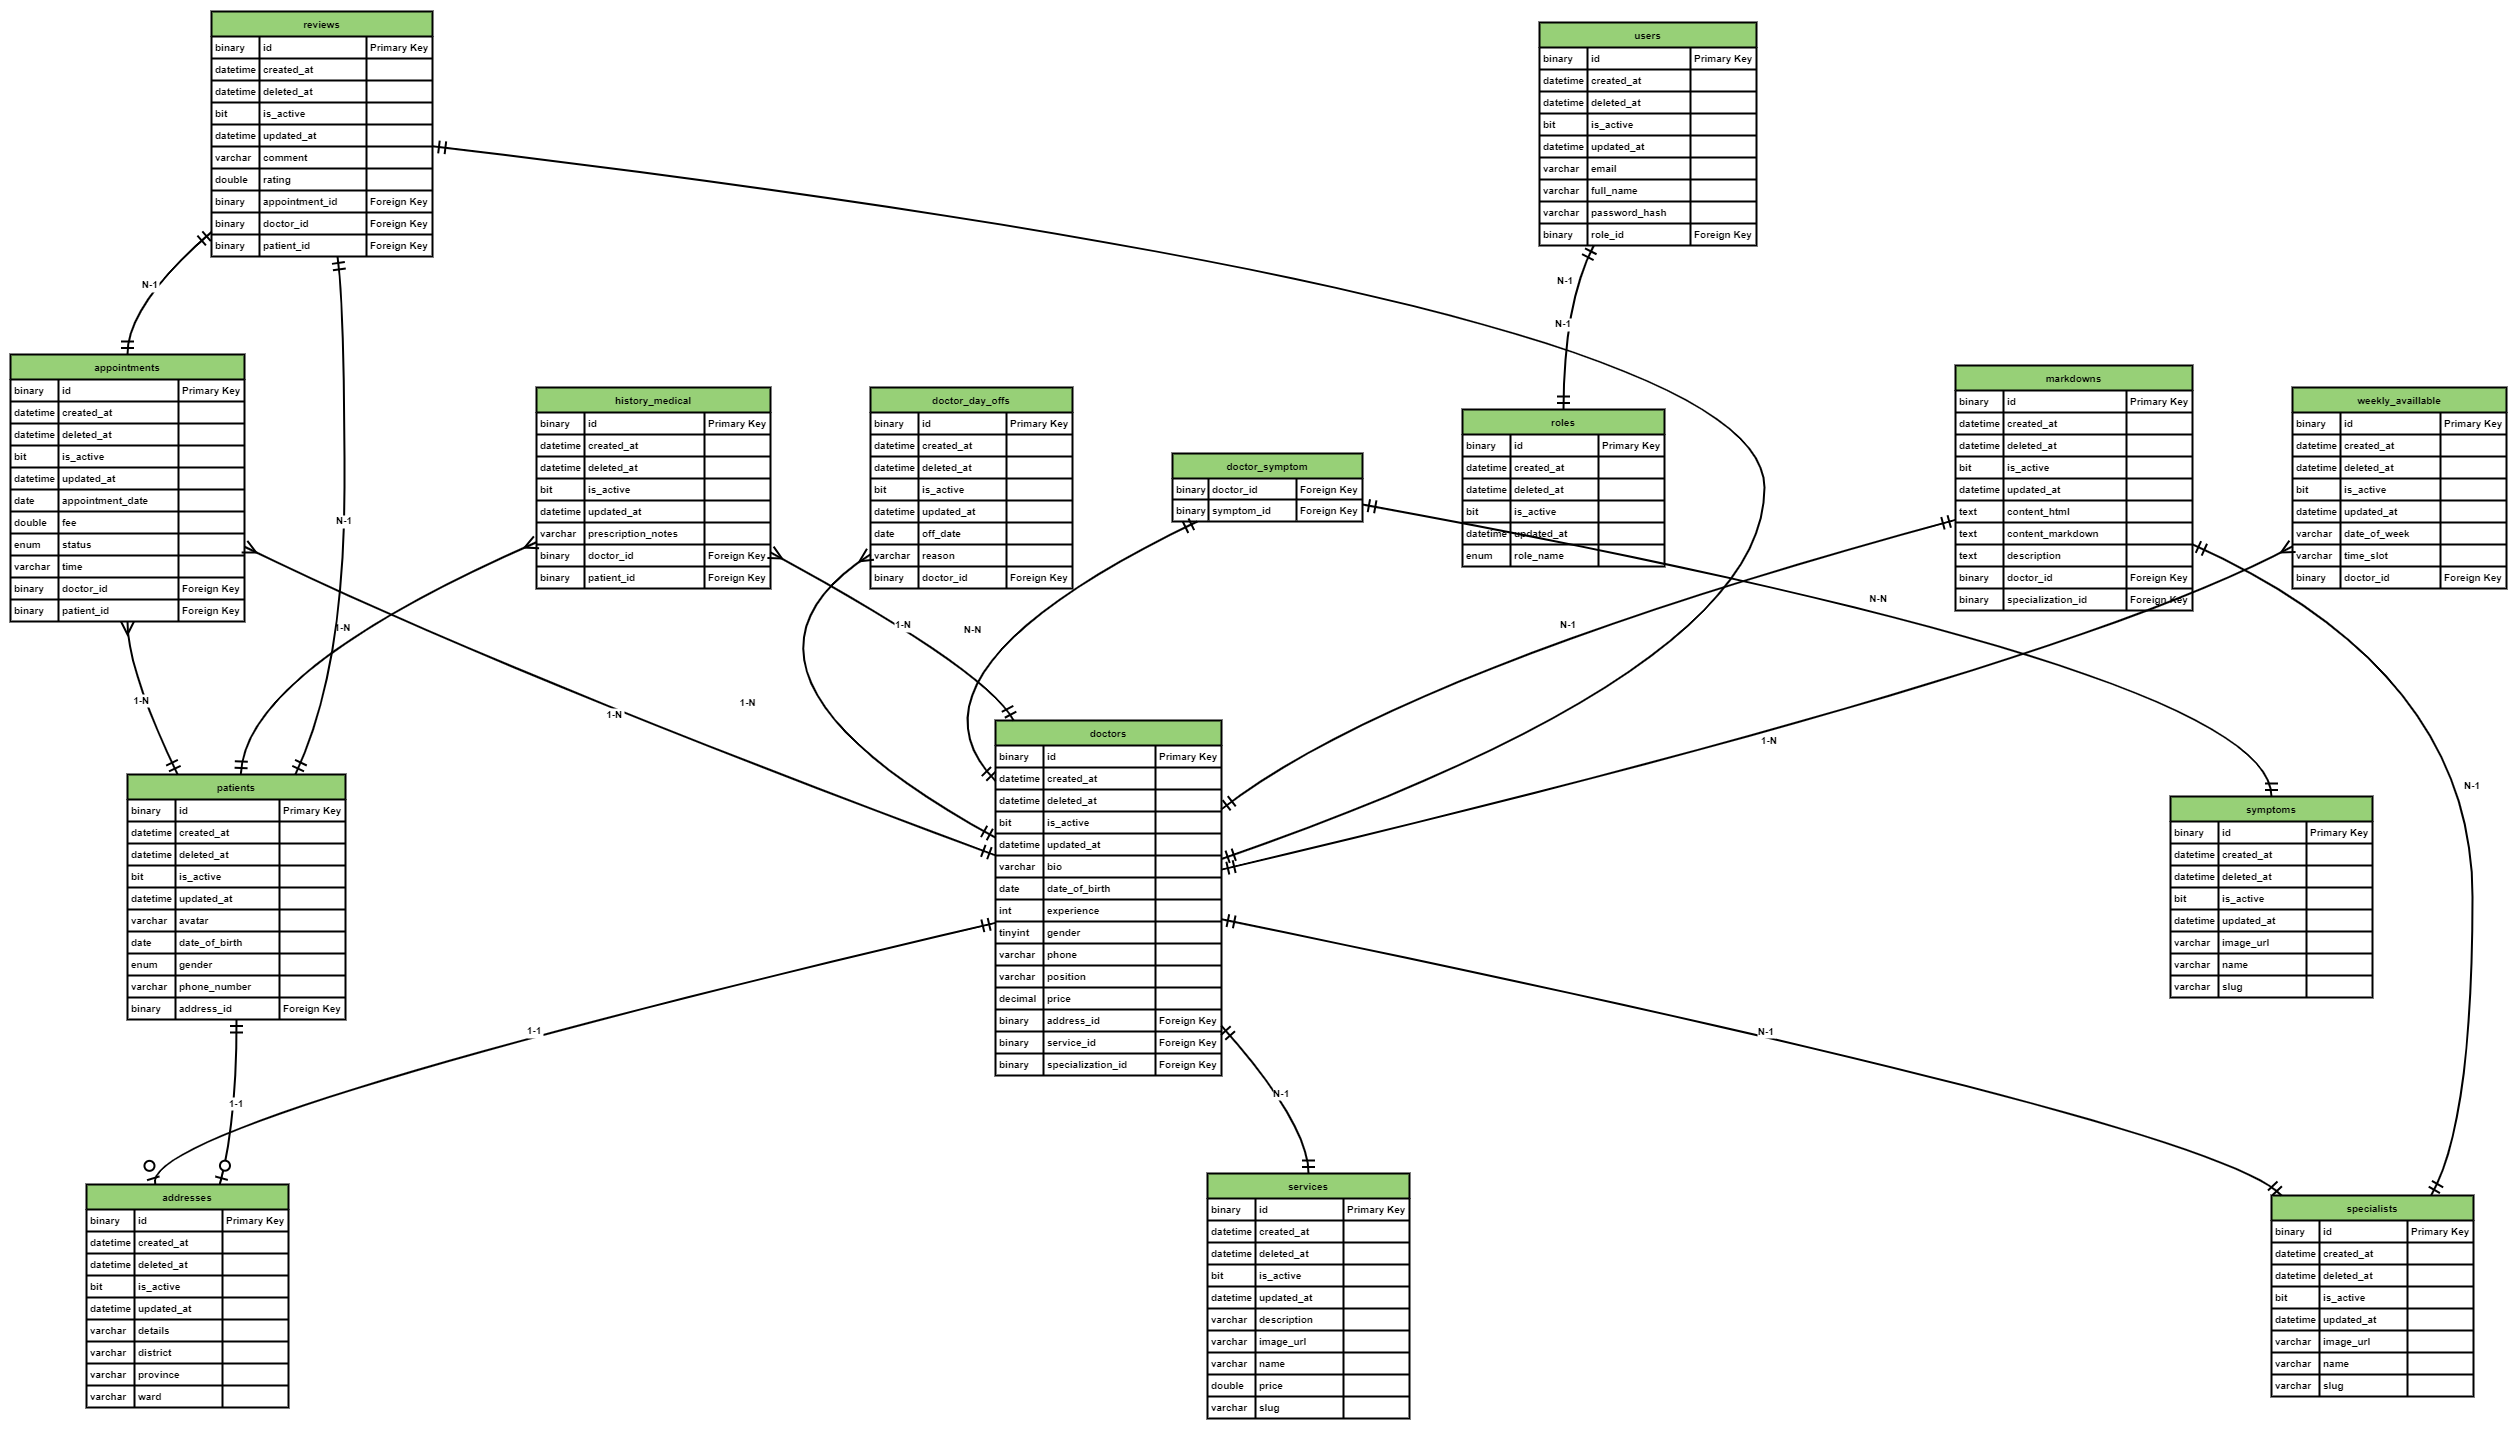 reviews
binary id Primary Key
datetime created_at
datetime deleted_at
bit is_active
datetime updated_at
varchar comment
double rating
binary appointment_id Foreign Key
binary doctor_id Foreign Key
binary patient_id Foreign Key
users
binary id Primary Key
datetime created_at
datetime deleted_at
bit is_active
datetime updated_at
varchar email
varchar full_name
varchar password_hash
binary role_id Foreign Key
N-1
N-1
N-1
N-1
appointments
binary id Primary Key
datetime created_at
datetime deleted_at
bit is_active
datetime updated_at
date appointment_date
double fee
enum status
varchar time
binary doctor_id Foreign Key
binary patient_id Foreign Key
history_medical
binary id Primary Key
datetime created_at
datetime deleted_at
bit is_active
datetime updated_at
varchar prescription_notes
binary doctor_id Foreign Key
binary patient_id Foreign Key
doctor_day_offs
binary id Primary Key
datetime created_at
datetime deleted_at
bit is_active
datetime updated_at
date off_date
varchar reason
binary doctor_id Foreign Key
doctor_symptom
binary doctor_id Foreign Key
binary symptom_id Foreign Key
roles
binary id Primary Key
datetime created_at
datetime deleted_at
bit is_active
datetime updated_at
enum role_name
markdowns
binary id Primary Key
datetime created_at
datetime deleted_at
bit is_active
datetime updated_at
text content_html
text content_markdown
text description
binary doctor_id Foreign Key
binary specialization_id Foreign Key
weekly_availlable
binary id Primary Key
datetime created_at
datetime deleted_at
bit is_active
datetime updated_at
varchar date_of_week
varchar time_slot
binary doctor_id Foreign Key
1-N
1-N
N-N
N-1
N-N
1-N
1-N
1-N
1-N
N-1
patients
binary id Primary Key
datetime created_at
datetime deleted_at
bit is_active
datetime updated_at
varchar avatar
date date_of_birth
enum gender
varchar phone_number
binary address_id Foreign Key
doctors
binary id Primary Key
datetime created_at
datetime deleted_at
bit is_active
datetime updated_at
varchar bio
date date_of_birth
int experience
tinyint gender
varchar phone
varchar position
decimal price
binary address_id Foreign Key
binary service_id Foreign Key
binary specialization_id Foreign Key
symptoms
binary id Primary Key
datetime created_at
datetime deleted_at
bit is_active
datetime updated_at
varchar image_url
varchar name
varchar slug
1-1
N-1
1-1
N-1
addresses
binary id Primary Key
datetime created_at
datetime deleted_at
bit is_active
datetime updated_at
varchar details
varchar district
varchar province
varchar ward
services
binary id Primary Key
datetime created_at
datetime deleted_at
bit is_active
datetime updated_at
varchar description
varchar image_url
varchar name
double price
varchar slug
specialists
binary id Primary Key
datetime created_at
datetime deleted_at
bit is_active
datetime updated_at
varchar image_url
varchar name
varchar slug